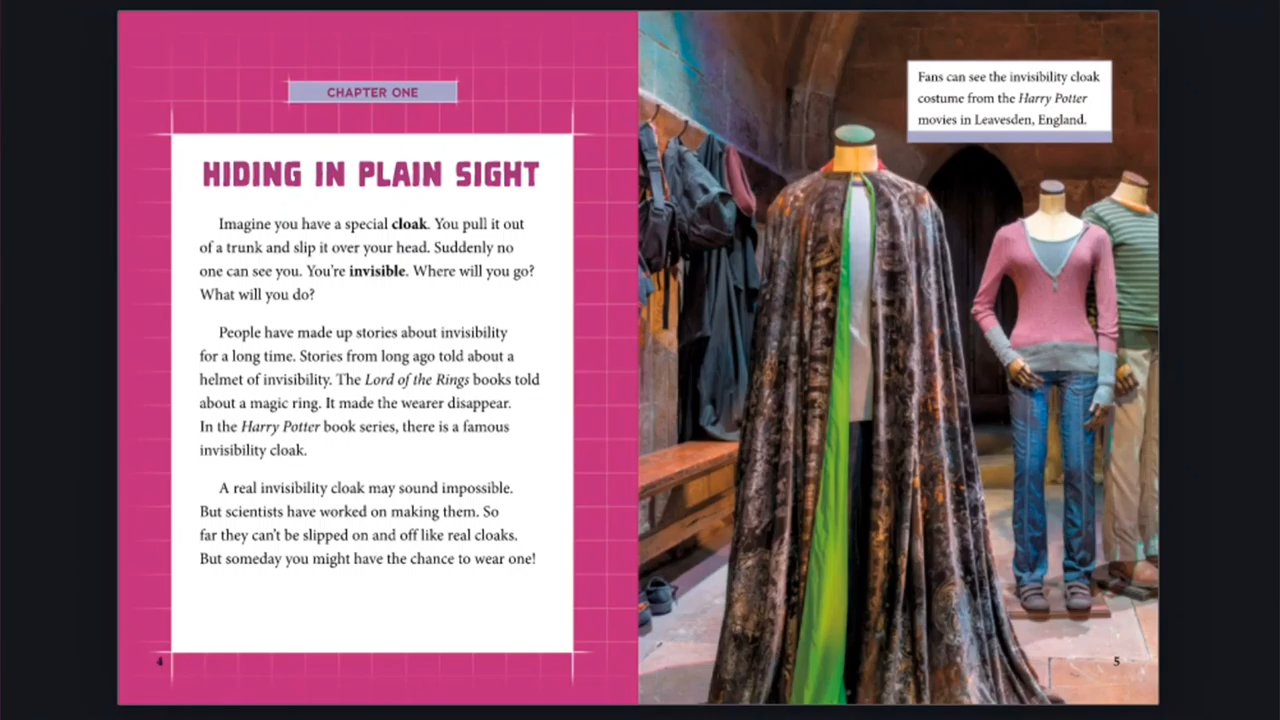 CHAPTER ONE
HIDING IN PLAIN SIGHT
Imagine you have a special cloak. You pull it out
of a trunk and slip it over your head. Suddenly no
one can see you. You're invisible. Where will you go?
What will you do?
People have made up stories about invisibility
for a long time. Stories from long ago told about a
helmet of invisibility. The Lord of the Rings books told
about a magic ring. It made the wearer disappear.
In the Harry Potter book series, there is a famous
invisibility cloak.
A real invisibility cloak may sound impossible.
But scientists have worked on making them. So
far they can't be slipped on and off like real cloaks.
But someday you might have the chance to wear one!
4
Fans can see the invisibility cloak
costume from the Harry Potter
movies in Leavesden, England.
5